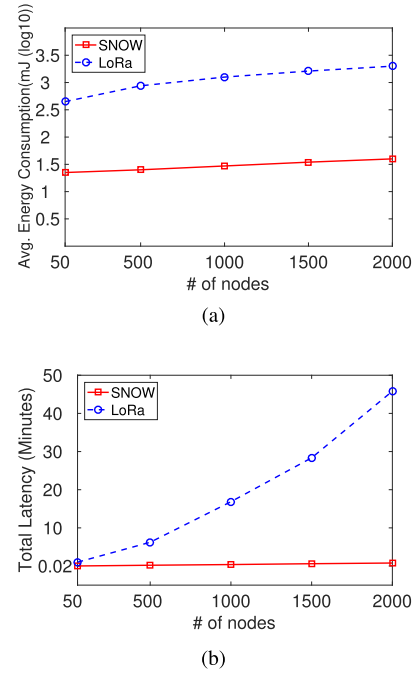 Avg. Energy Consumption(mJ (log10))
3.5
3
2.5
2
1.5
1
0.5
SNOW
LoRa
50 500 1000 1500 2000
# of nodes
(a)
Total Latency (Minutes)
50
40
30
20
10
0.02
SNOW
LoRa
50 500 1000 1500 2000
# of nodes
(b)